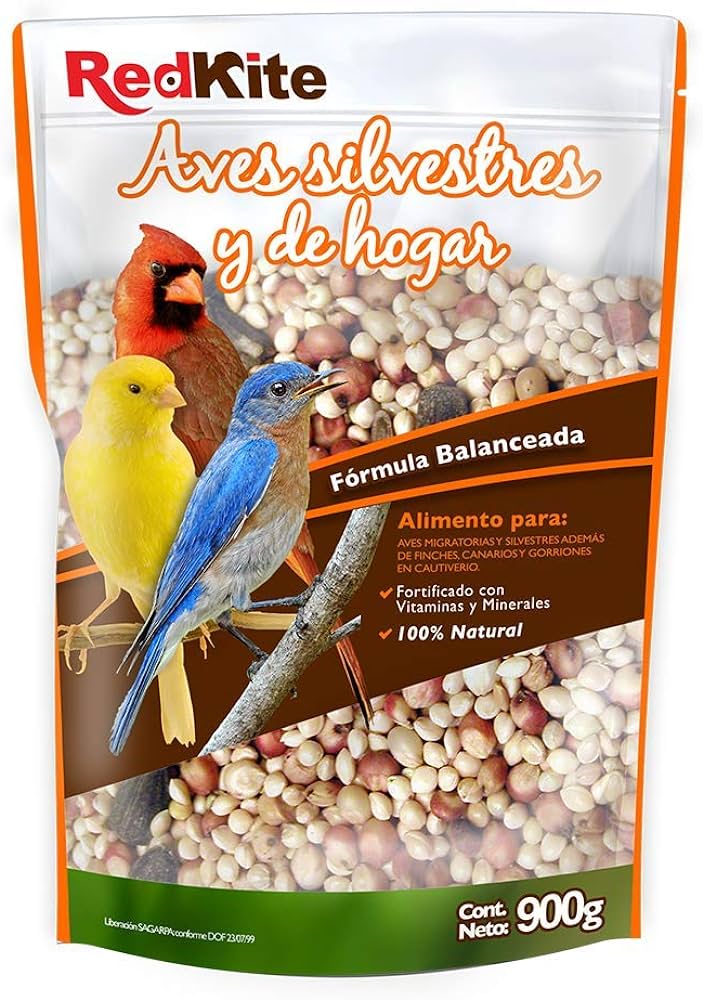 RedKite
Aves silvestres
y de hogar
Fórmula Balanceada
Alimento para:
AVES MIGRATORIAS Y SILVESTRES ADEMÁS
DE FINCHES, CANARIOS Y GORRIONES
EN CAUTIVERIO.
Fortificado con
Vitaminas y Minerales
100% Natural
Liberación SAGARPA: conforme DOF 23/07/99
Cont.
Neto: 900g